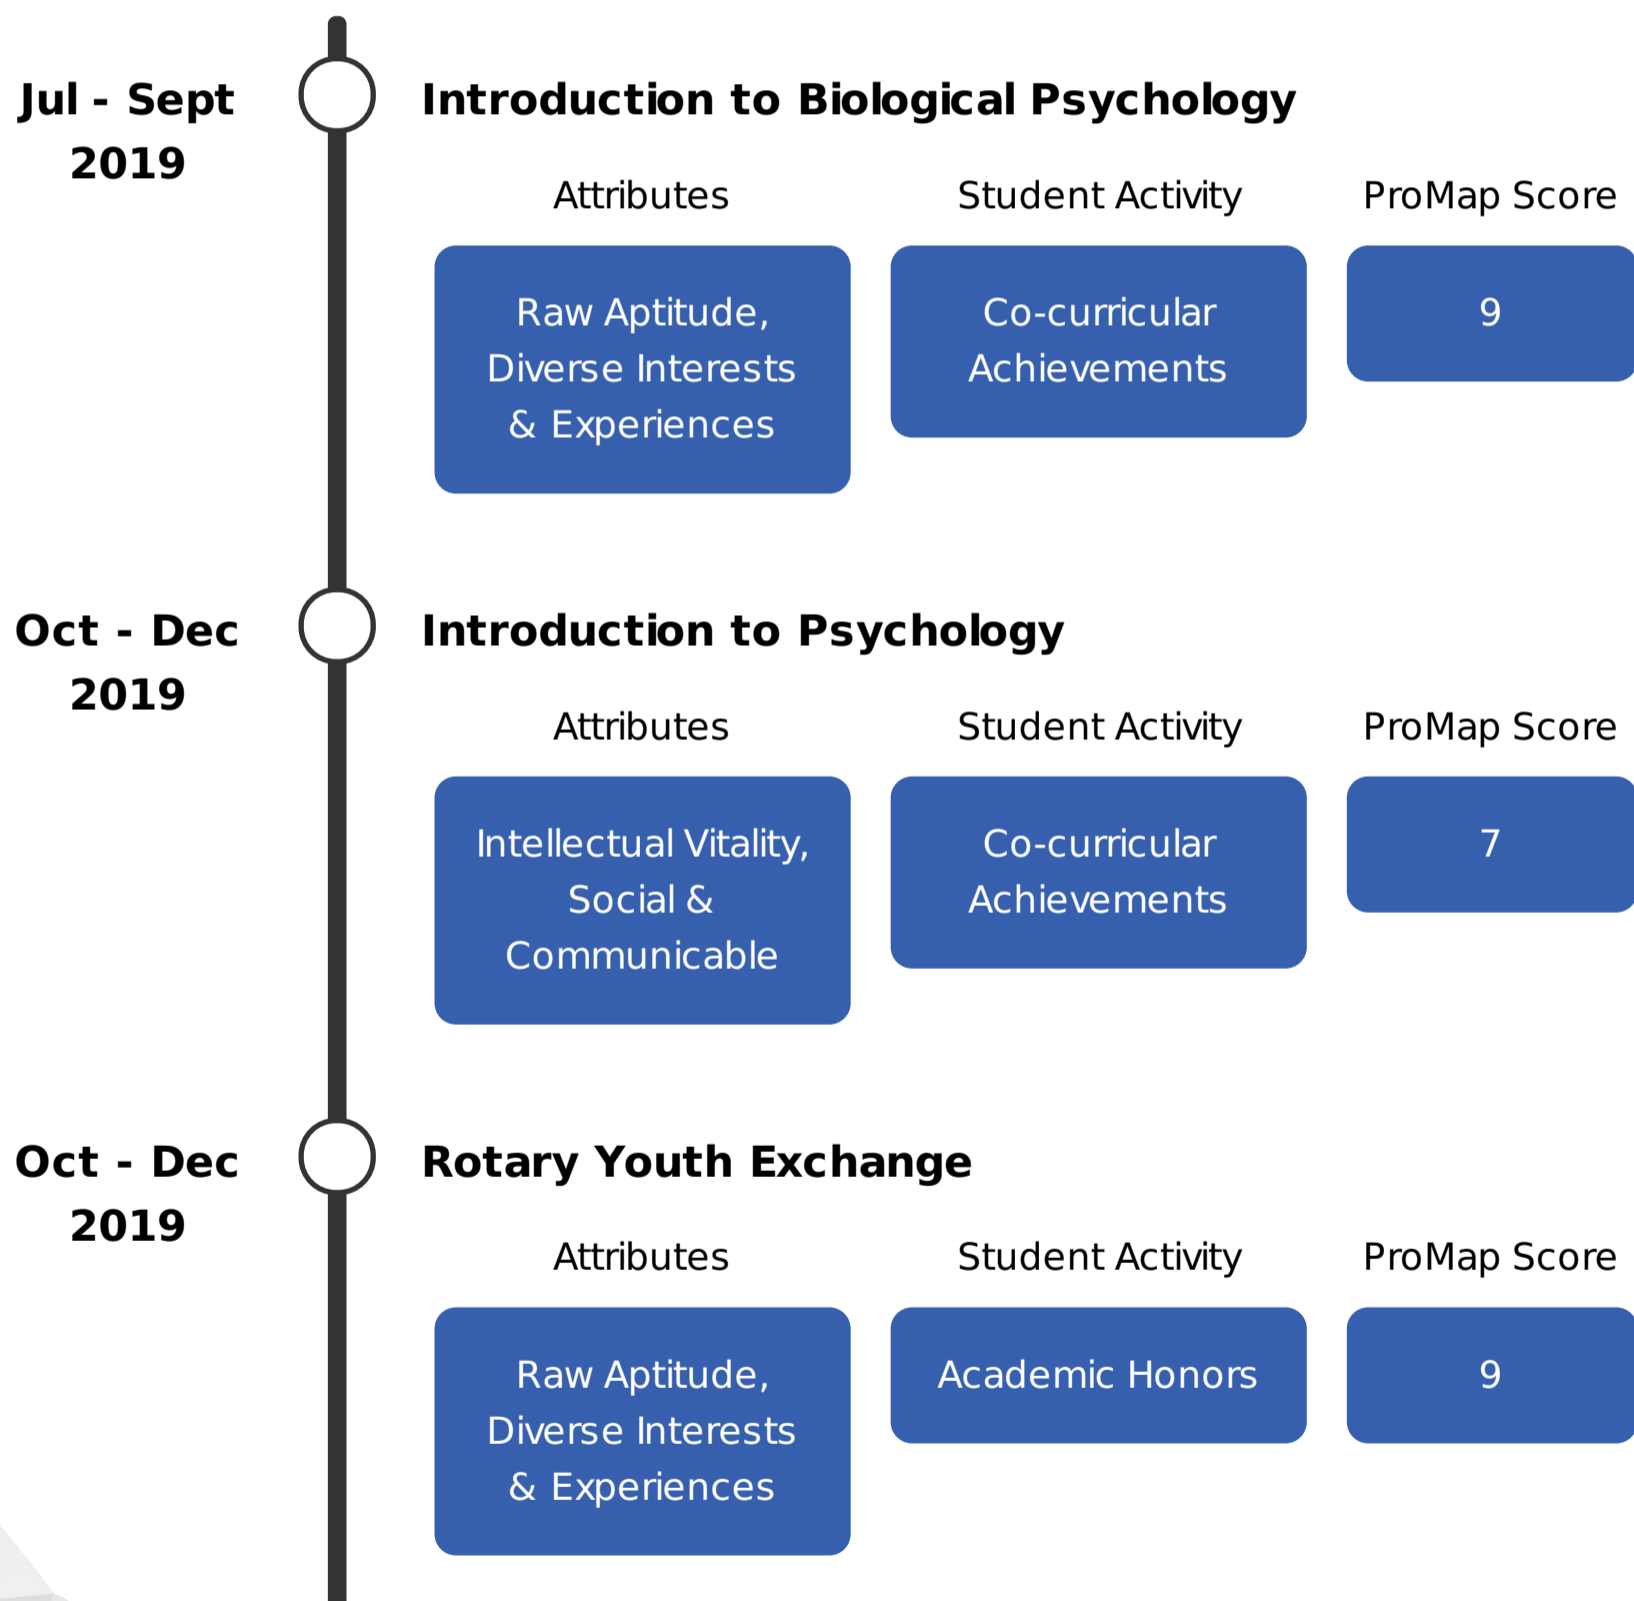 Jul - Sept
2019
Introduction to Biological Psychology
Attributes
Student Activity
ProMap Score
Raw Aptitude,
Diverse Interests
& Experiences
Co-curricular
Achievements
9
Oct - Dec
2019
Introduction to Psychology
Attributes
Student Activity
ProMap Score
Intellectual Vitality,
Social &
Communicable
Co-curricular
Achievements
7
Oct - Dec
2019
Rotary Youth Exchange
Attributes
Student Activity
ProMap Score
Raw Aptitude,
Diverse Interests
& Experiences
Academic Honors
9